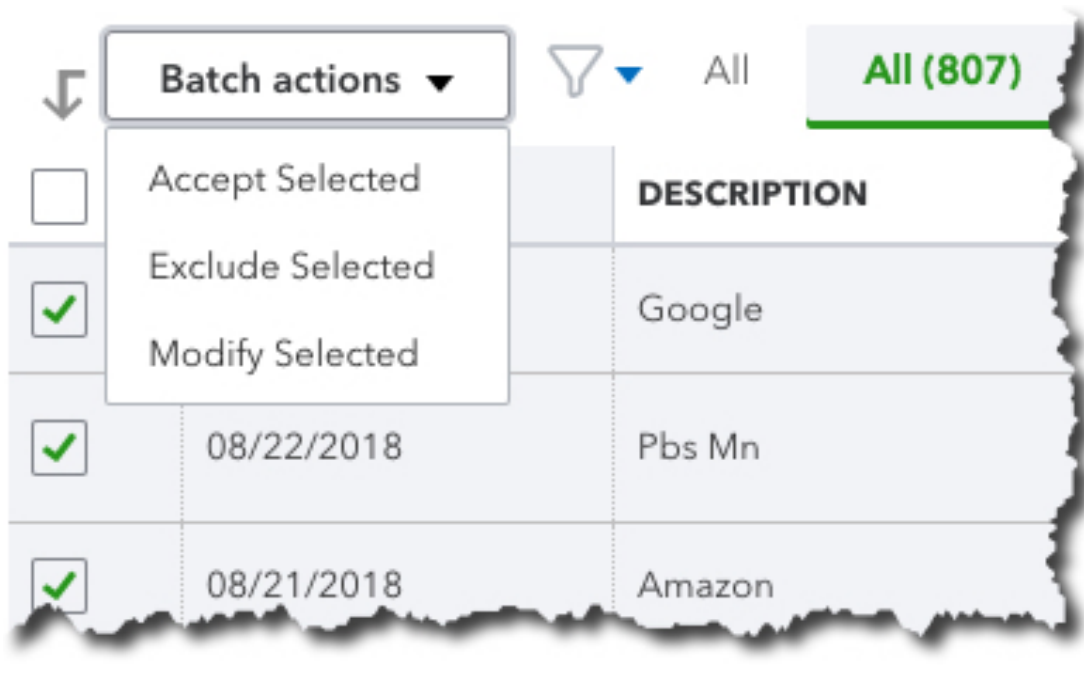 Batch actions
All
All (807)
Accept Selected
Exclude Selected
Modify Selected
DESCRIPTION
Google
08/22/2018 Pbs Mn
08/21/2018 Amazon